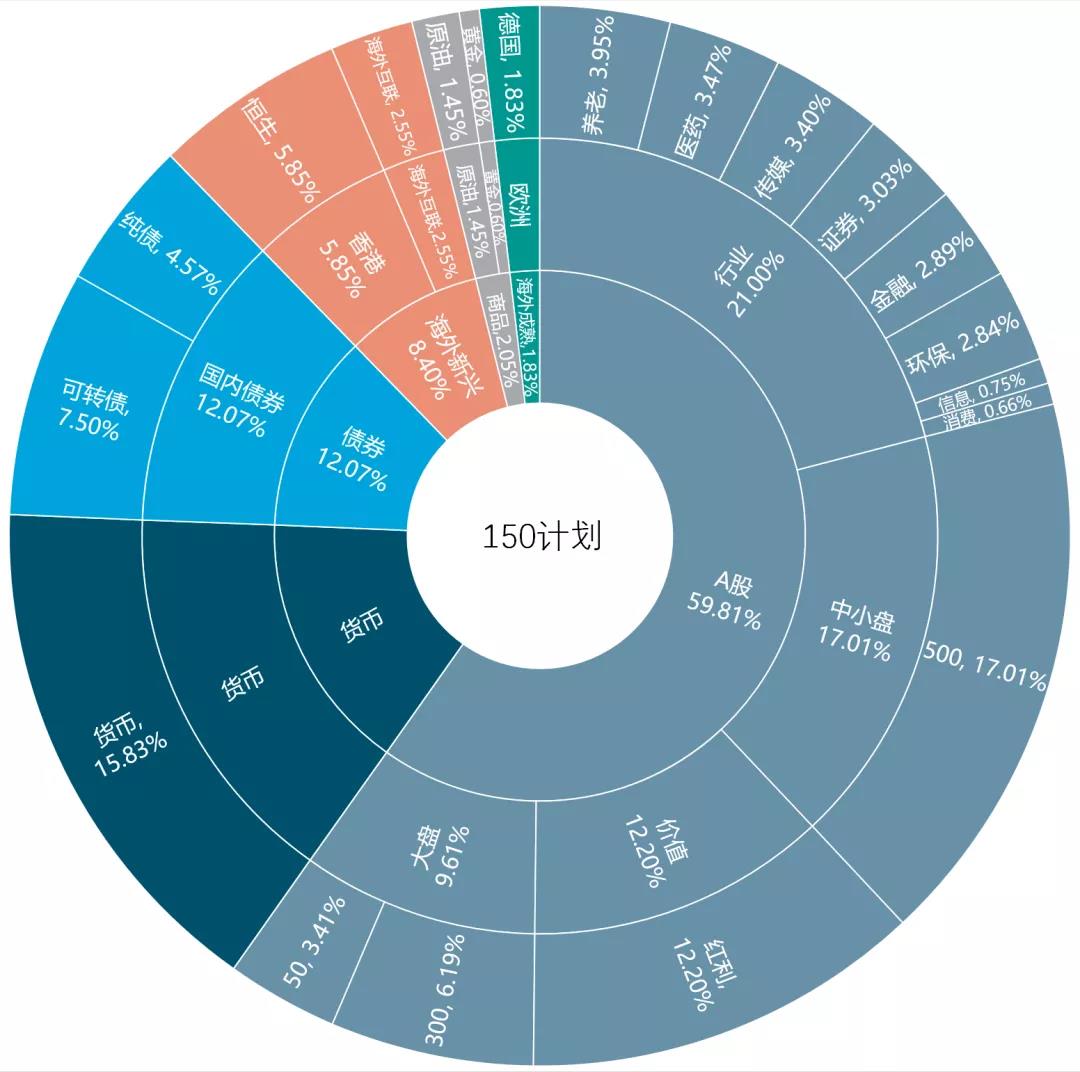 150计划
A股
59.81%
行业
21.00%
养老, 3.95%
医药, 3.47%
传媒, 3.40%
证券, 3.03%
金融, 2.89%
环保, 2.84%
信息, 0.75%
消费, 0.66%
中小盘
17.01%
500, 17.01%
价值
12.20%
红利,
12.20%
大盘
9.61%
300, 6.19%
50, 3.41%
货币
货币
货币,
15.83%
债券
12.07%
国内债券
12.07%
可转债,
7.50%
纯债, 4.57%
海外新兴
8.40%
香港
5.85%
恒生, 5.85%
海外互联,2.55%
海外互联, 2.55%
商品,2.05%
原油,1.45%
原油, 1.45%
黄金,0.60%
黄金, 0.60%
海外成熟,1.83%
欧洲
德国, 1.83%